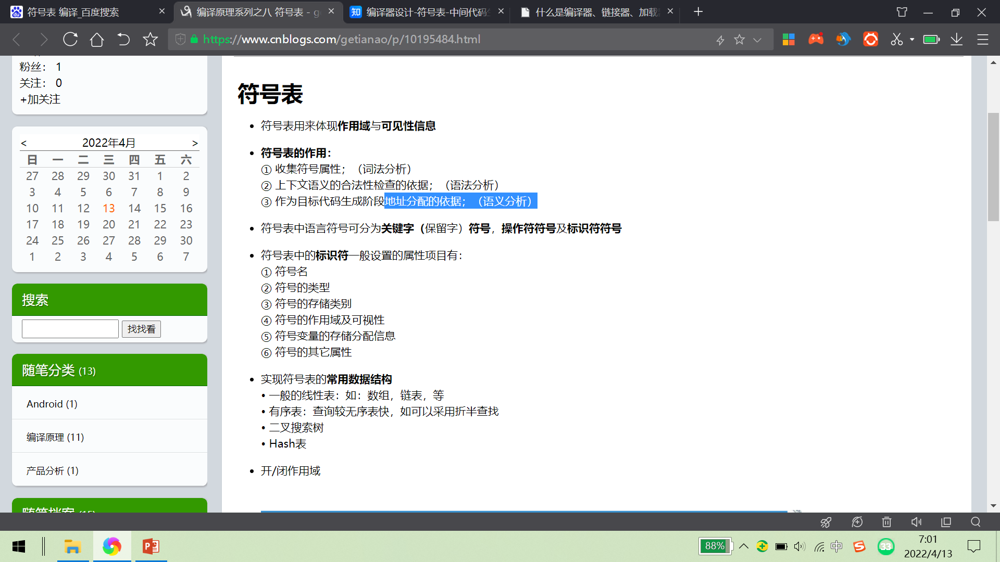 符号表 编译_百度搜索
编译原理系列之八 符号表 - g
编译器设计-符号表-中间代码
什么是编译器、链接器、加载
https://www.cnblogs.com/getianao/p/10195484.html
粉丝： 1
关注： 0
+加关注
< 2022年4月 >
日 一 二 三 四 五 六
27 28 29 30 31 1 2
3 4 5 6 7 8 9
10 11 12 13 14 15 16
17 18 19 20 21 22 23
24 25 26 27 28 29 30
1 2 3 4 5 6 7
搜索
找找看
随笔分类 (13)
Android (1)
编译原理 (11)
产品分析 (1)
随笔档案 (15)
符号表
• 符号表用来体现作用域与可见性信息
• 符号表的作用：
① 收集符号属性；（词法分析）
② 上下文语义的合法性检查的依据；（语法分析）
③ 作为目标代码生成阶段地址分配的依据；（语义分析）
• 符号表中语言符号可分为关键字（保留字）符号，操作符符号及标识符符号
• 符号表中的标识符一般设置的属性项目有：
① 符号名
② 符号的类型
③ 符号的存储类别
④ 符号的作用域及可视性
⑤ 符号变量的存储分配信息
⑥ 符号的其它属性
• 实现符号表的常用数据结构
• 一般的线性表：如：数组，链表，等
• 有序表：查询较无序表快，如可以采用折半查找
• 二叉搜索树
• Hash表
• 开/闭作用域
88%
中
33
7:01
2022/4/13